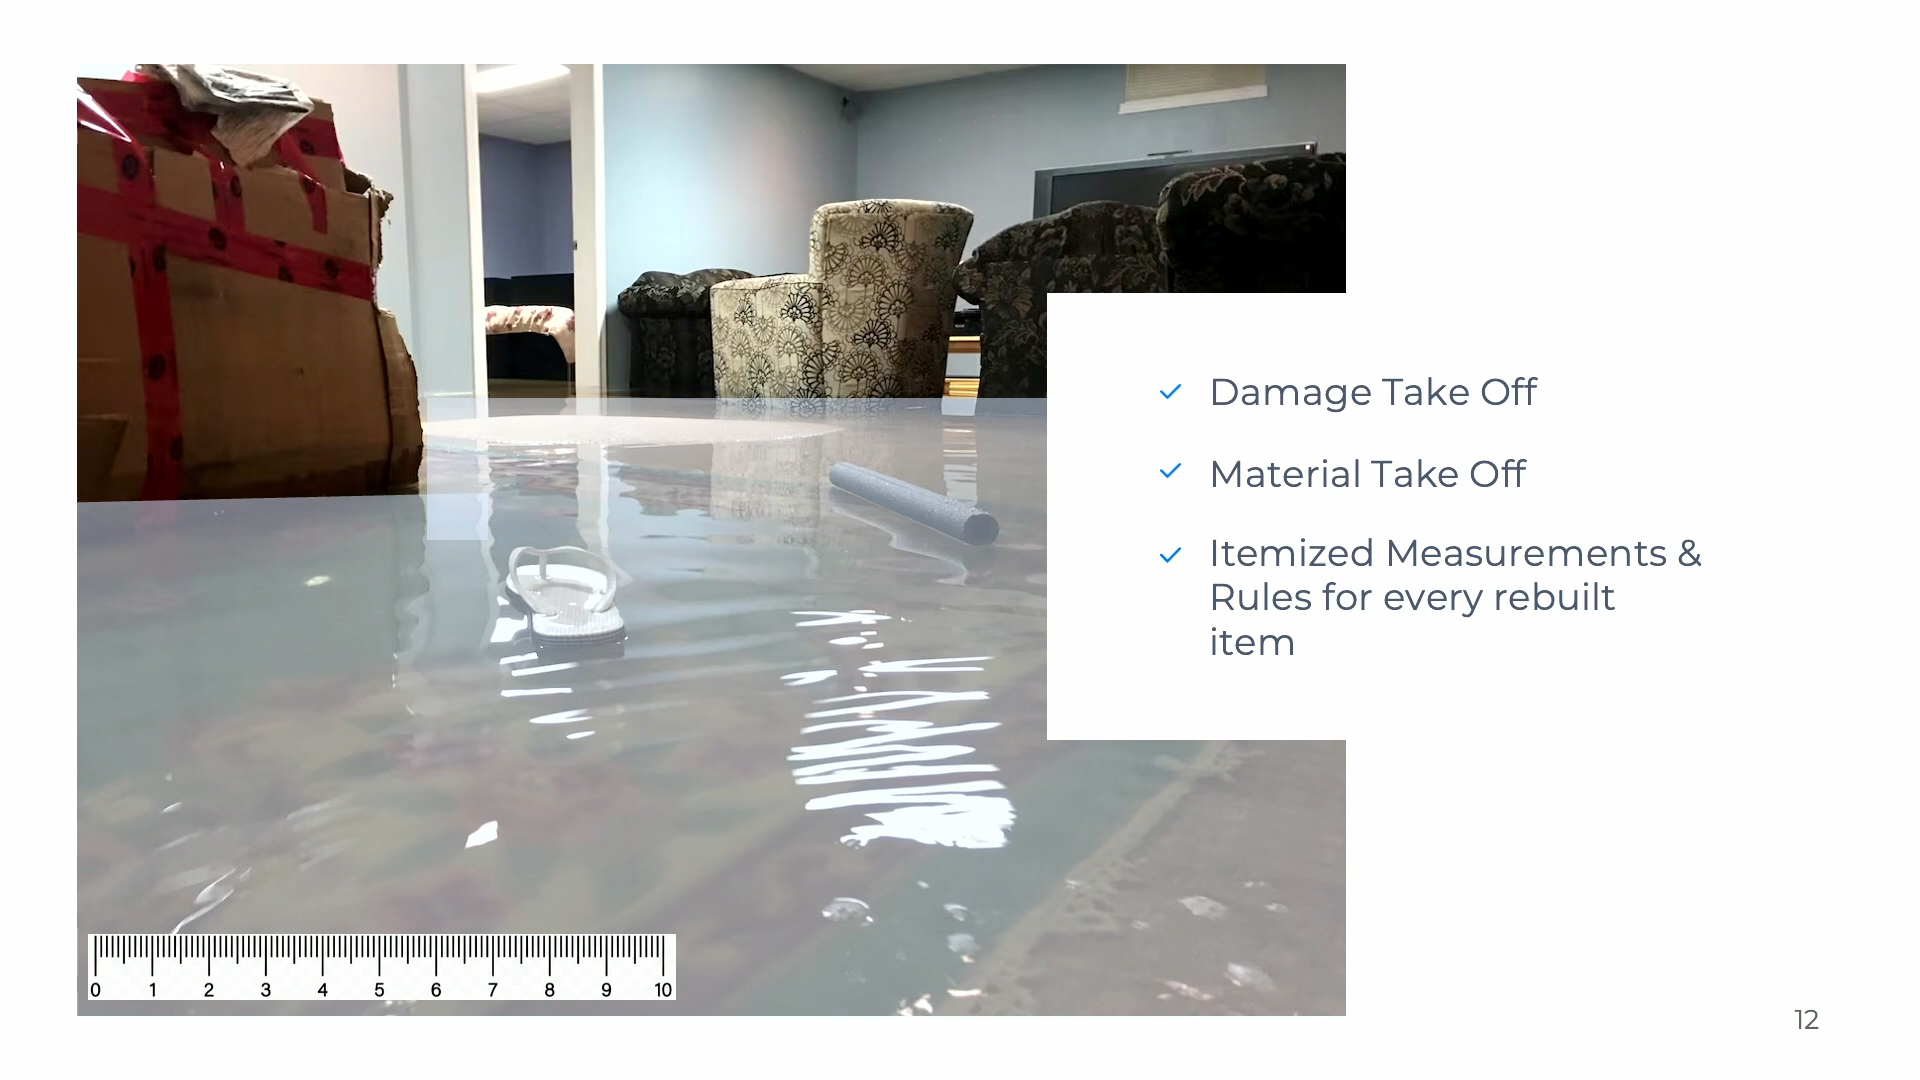 Damage Take Off
Material Take Off
Itemized Measurements &
Rules for every rebuilt
item
0 1 2 3 4 5 6 7 8 9 10
12